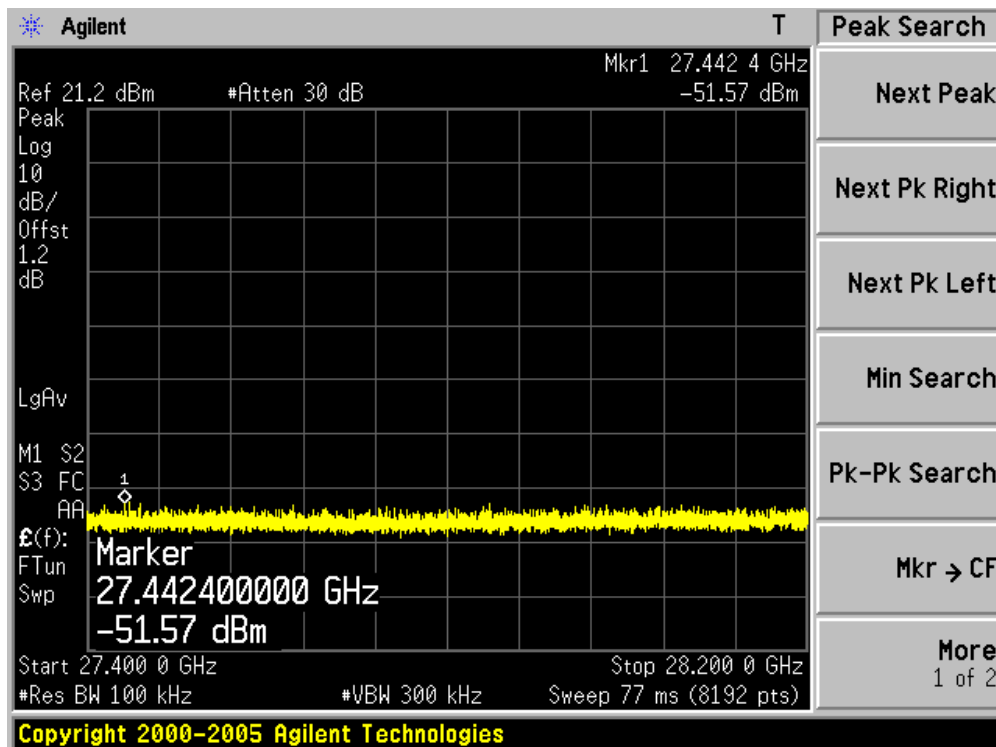 Agilent T
Peak Search
Mkr1 27.442 4 GHz
Ref 21.2 dBm #Atten 30 dB -51.57 dBm
Peak
Log
10
dB/
Offst
1.2
dB
LgAv
M1 S2
S3 FC
AA
£(f):
FTun
Swp
1
Marker
27.442400000 GHz
-51.57 dBm
Start 27.400 0 GHz Stop 28.200 0 GHz
#Res BW 100 kHz #VBW 300 kHz Sweep 77 ms (8192 pts)
Next Peak
Next Pk Right
Next Pk Left
Min Search
Pk-Pk Search
Mkr → CF
More
1 of 2
Copyright 2000-2005 Agilent Technologies